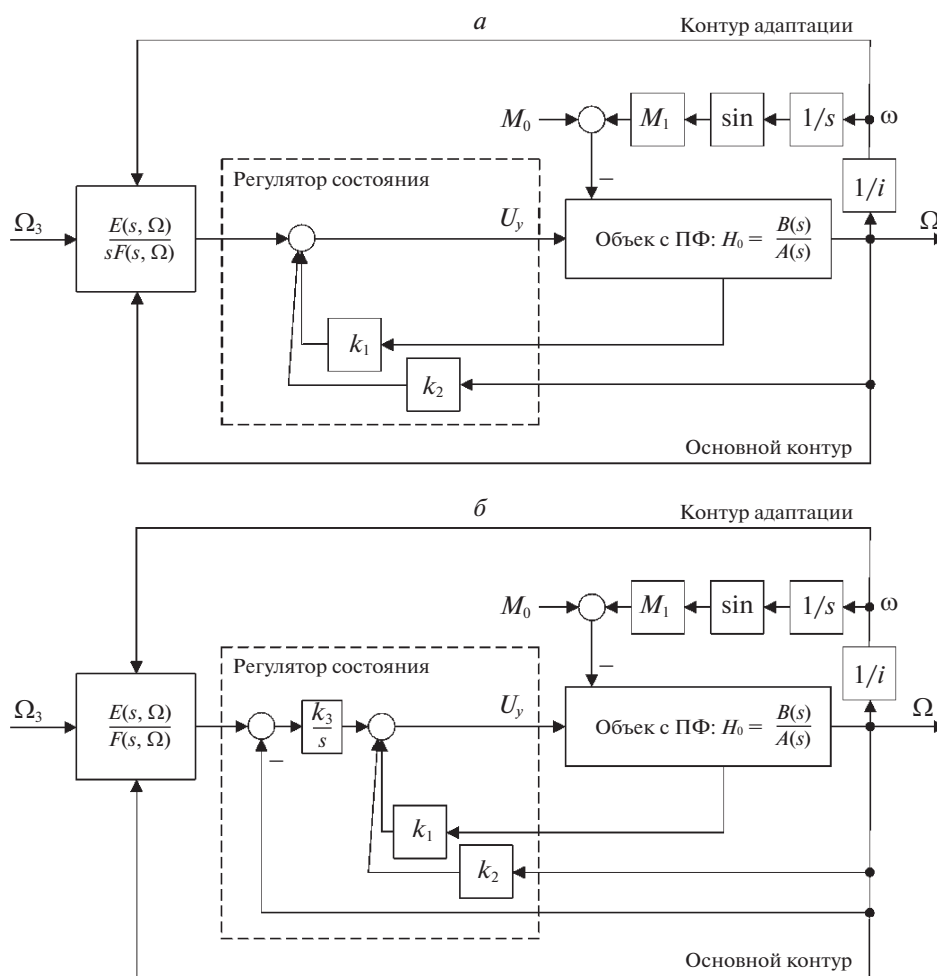 а
Контур адаптации
M₀
M₁
sin
1/s
ω
Регулятор состояния
1/i
Ω₃
E(s, Ω)
sF(s, Ω)
U_y
Объек с ПФ: H₀ = B(s)/A(s)
Ω
k₁
k₂
Основной контур
б
Контур адаптации
M₀
M₁
sin
1/s
ω
Регулятор состояния
1/i
Ω₃
E(s, Ω)
F(s, Ω)
k₃/s
U_y
Объек с ПФ: H₀ = B(s)/A(s)
Ω
k₁
k₂
Основной контур